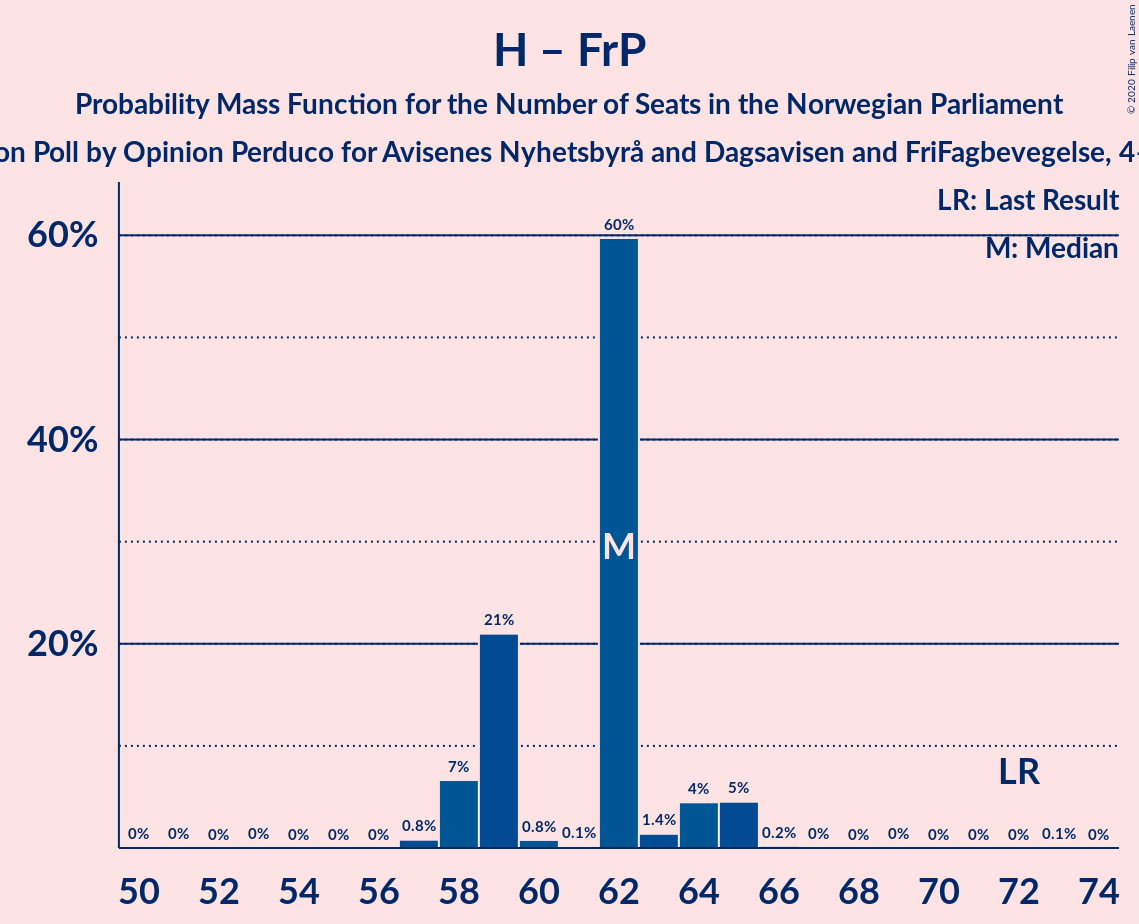 H – FrP
Probability Mass Function for the Number of Seats in the Norwegian Parliament
on Poll by Opinion Perduco for Avisenes Nyhetsbyrå and Dagsavisen and FriFagbevegelse, 4-
© 2020 Filip van Laenen
LR: Last Result
M: Median
60%
40%
20%
0% 0% 0% 0% 0% 0% 0% 0.8% 7% 21% 0.8% 0.1% 60% 1.4% 4% 5% 0.2% 0% 0% 0% 0% 0% 0% 0.1% 0%
M
LR
50 52 54 56 58 60 62 64 66 68 70 72 74